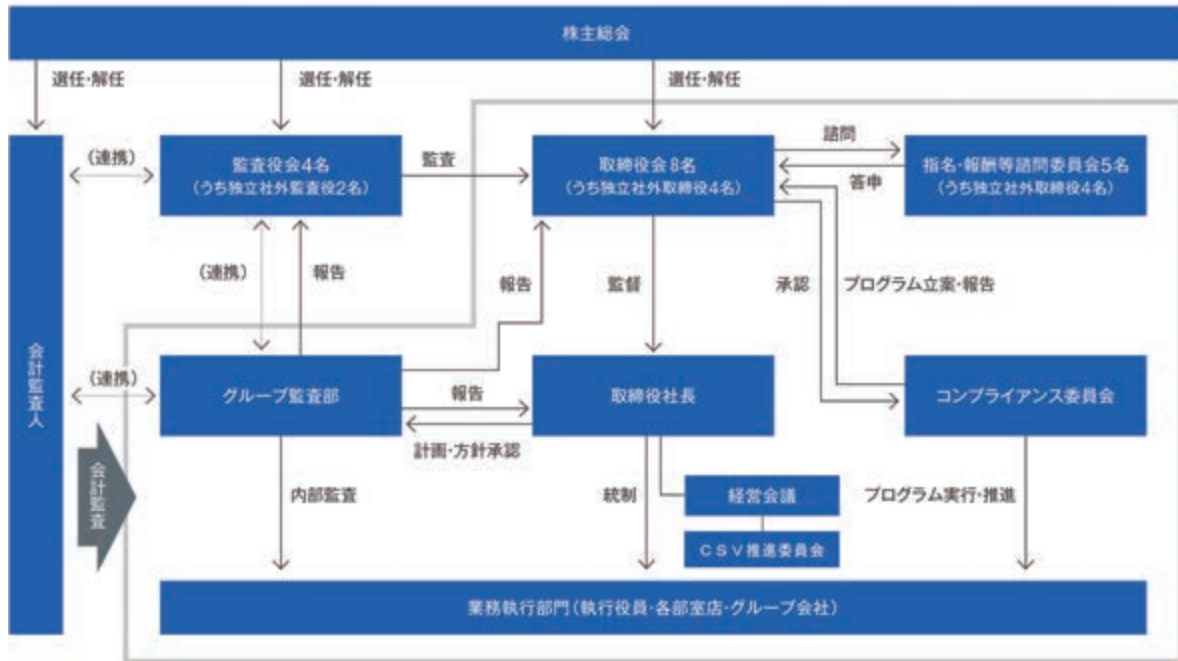 株主総会
選任・解任
選任・解任
選任・解任
(連携)
監査役会4名
(うち独立社外監査役2名)
監査
取締役会8名
(うち独立社外取締役4名)
諮問
答申
指名・報酬等諮問委員会5名
(うち独立社外取締役4名)
(連携)
報告
報告
監督
承認
プログラム立案・報告
会計監査人
(連携)
グループ監査部
報告
計画・方針承認
取締役社長
コンプライアンス委員会
会計監査
内部監査
統制
経営会議
CSV推進委員会
プログラム実行・推進
業務執行部門(執行役員・各部室店・グループ会社)